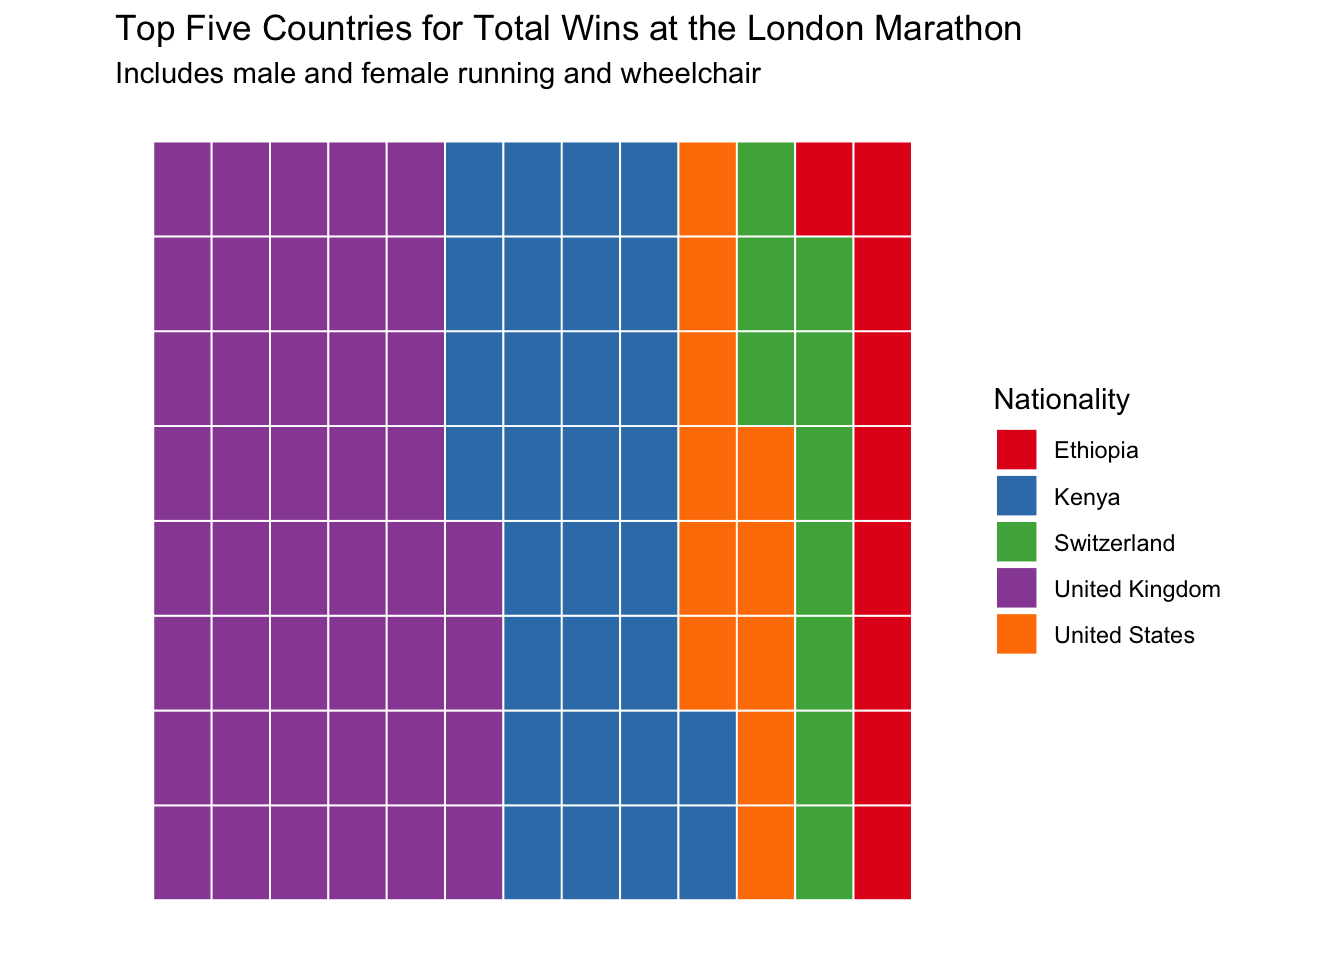 Top Five Countries for Total Wins at the London Marathon
Includes male and female running and wheelchair
Nationality
Ethiopia
Kenya
Switzerland
United Kingdom
United States